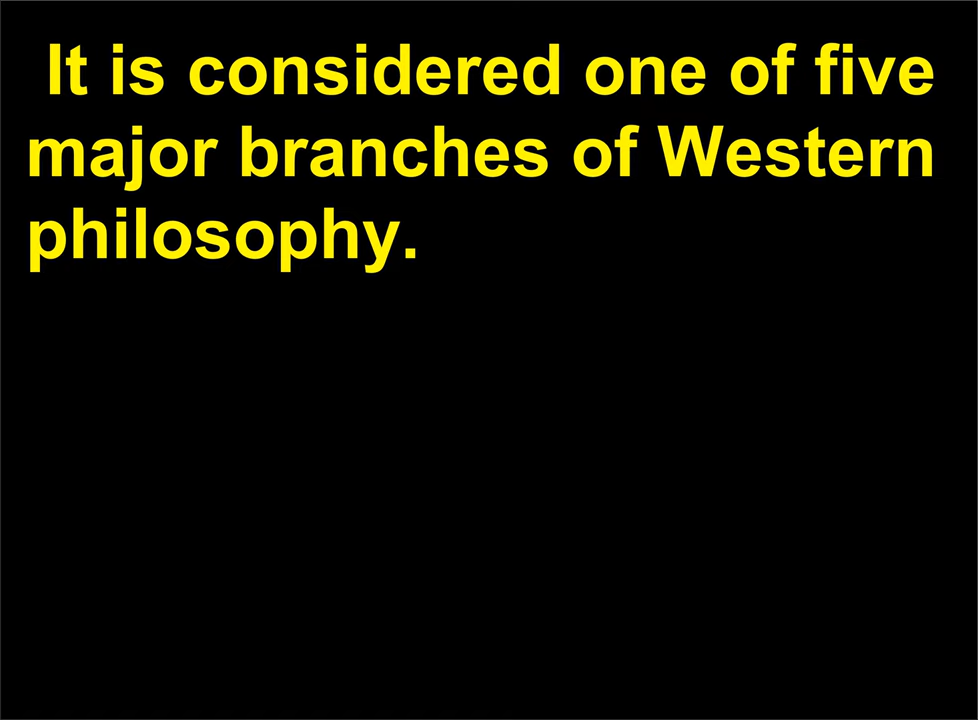 It is considered one of five
major branches of Western
philosophy.